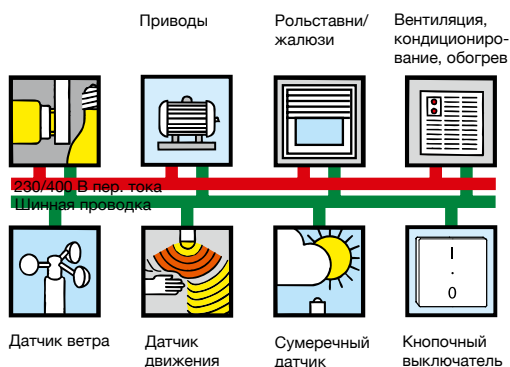 Приводы
Рольставни/
жалюзи
Вентиляция,
кондициониро-
вание, обогрев
230/400 В пер. тока
Шинная проводка
I
.
0
Датчик ветра
Датчик
движения
Сумеречный
датчик
Кнопочный
выключатель